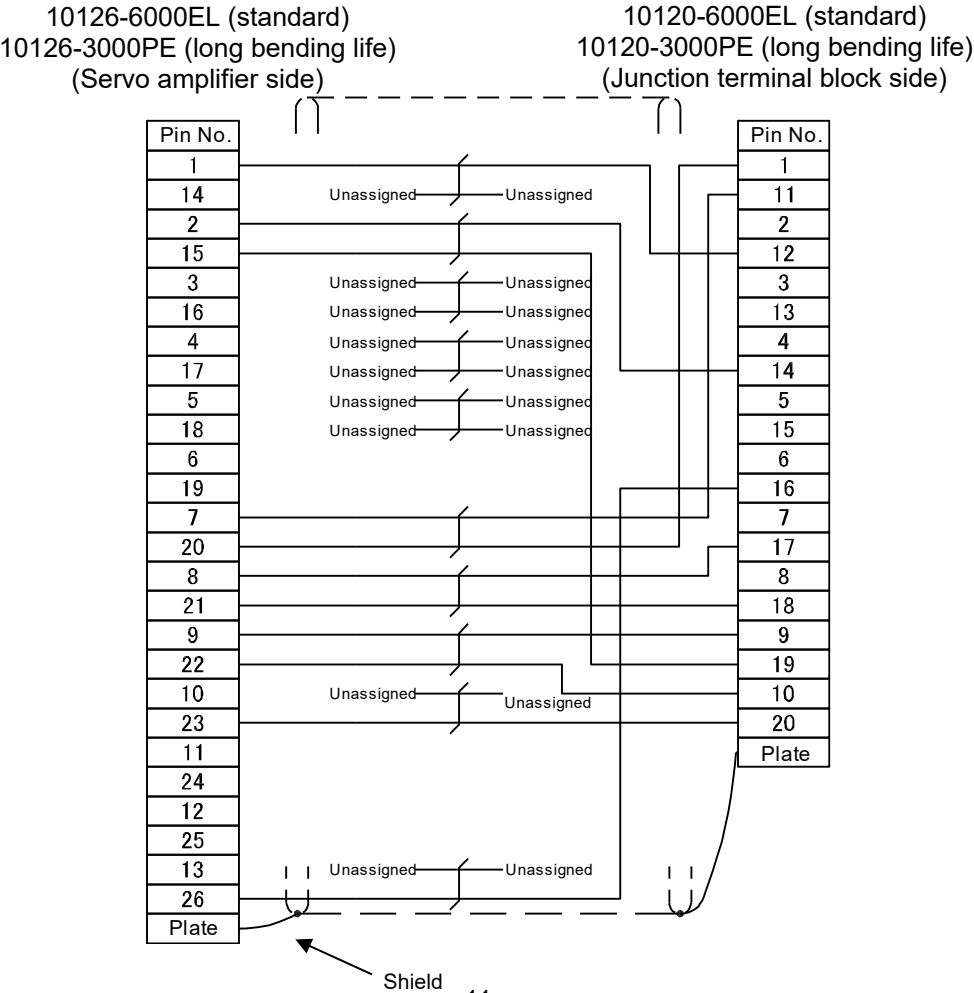 10126-6000EL (standard)
10126-3000PE (long bending life)
(Servo amplifier side)
10120-6000EL (standard)
10120-3000PE (long bending life)
(Junction terminal block side)
Pin No. Pin No.
1 1
14 Unassigned Unassigned 11
2 2
15 12
3 Unassigned Unassigned 3
16 Unassigned Unassigned 13
4 Unassigned Unassigned 4
17 Unassigned Unassigned 14
5 Unassigned Unassigned 5
18 Unassigned Unassigned 15
6 6
19 16
7 7
20 17
8 8
21 18
9 9
22 19
10 Unassigned Unassigned 10
23 20
11 Plate
24
12
25
13 Unassigned Unassigned
26
Plate
Shield